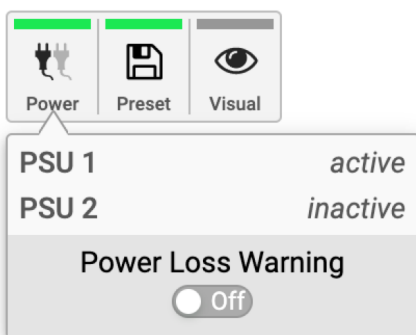 Power Preset Visual
PSU 1 active
PSU 2 inactive
Power Loss Warning
Off